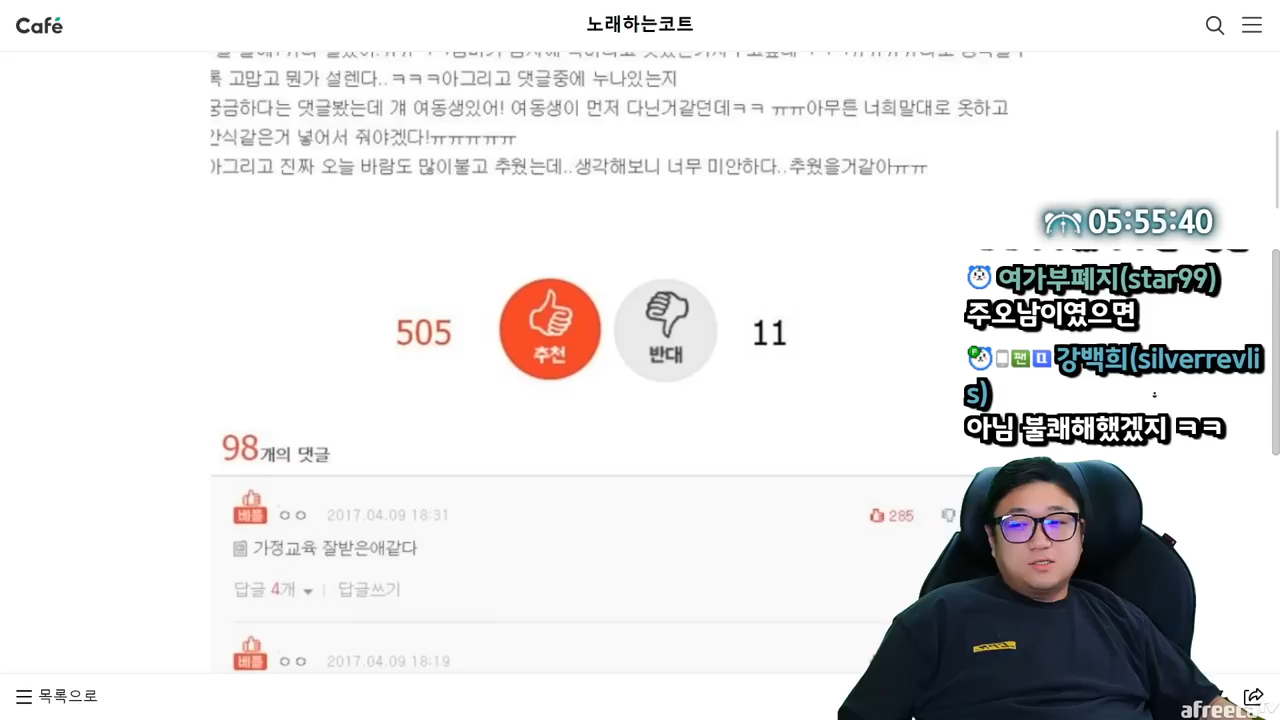 Café
노래하는코트
록 고맙고 뭔가 설렌다..ㅋㅋㅋ아그리고 댓글중에 누나있는지
궁금하다는 댓글봤는데 걔 여동생있어! 여동생이 먼저 다닌거같던데ㅋㅋ ㅠㅠ아무튼 너희말대로 옷하고
간식같은거 넣어서 줘야겠다!ㅠㅠㅠㅠㅠ
아그리고 진짜 오늘 바람도 많이불고 추웠는데..생각해보니 너무 미안하다..추웠을거같아ㅠㅠ
05:55:40
여가부폐지(star99)
주오남이였으면
팬
강백희(silverrevli
s)
아님 불쾌해했겠지 ㅋㅋ
505
추천
반대
11
98개의 댓글
베플 ㅇㅇ 2017.04.09 18:31
285
가정교육 잘받은애같다
답글 4개 답글쓰기
베플 ㅇㅇ 2017.04.09 18:19
목록으로
afreecaTV